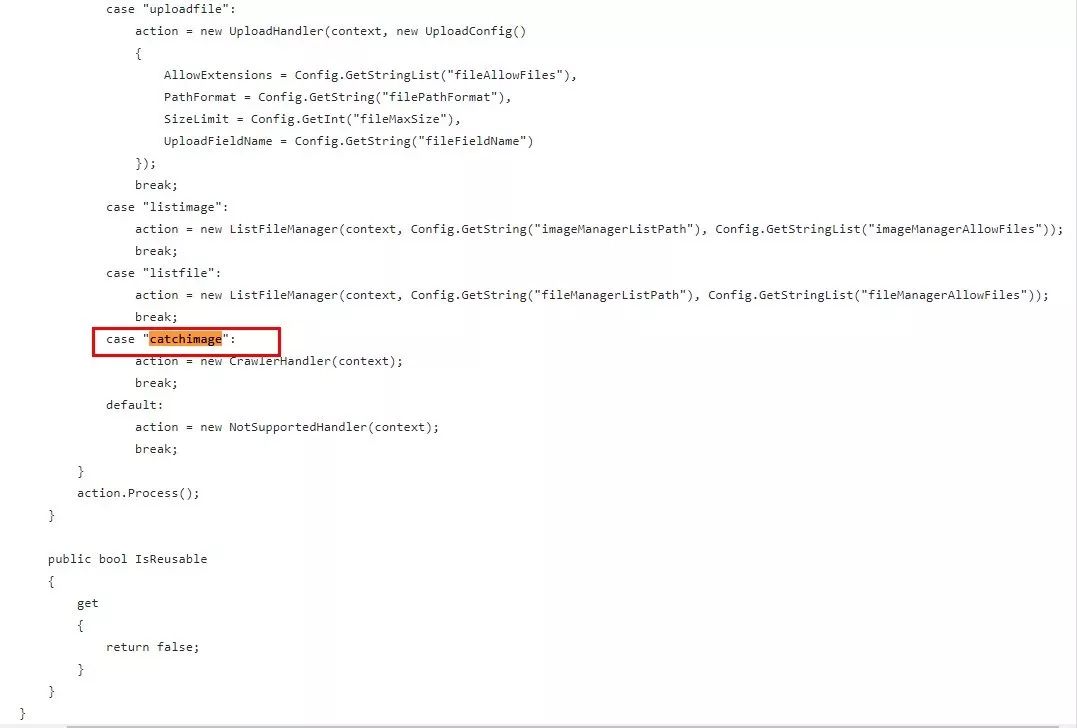 case "uploadfile":
action = new UploadHandler(context, new UploadConfig()
{
AllowExtensions = Config.GetStringList("fileAllowFiles"),
PathFormat = Config.GetString("filePathFormat"),
SizeLimit = Config.GetInt("fileMaxSize"),
UploadFieldName = Config.GetString("fileFieldName")
});
break;
case "listimage":
action = new ListFileManager(context, Config.GetString("imageManagerListPath"), Config.GetStringList("imageManagerAllowFiles"));
break;
case "listfile":
action = new ListFileManager(context, Config.GetString("fileManagerListPath"), Config.GetStringList("fileManagerAllowFiles"));
break;
case "catchimage":
action = new CrawlerHandler(context);
break;
default:
action = new NotSupportedHandler(context);
break;
}
action.Process();
}
public bool IsReusable
{
get
{
return false;
}
}
}